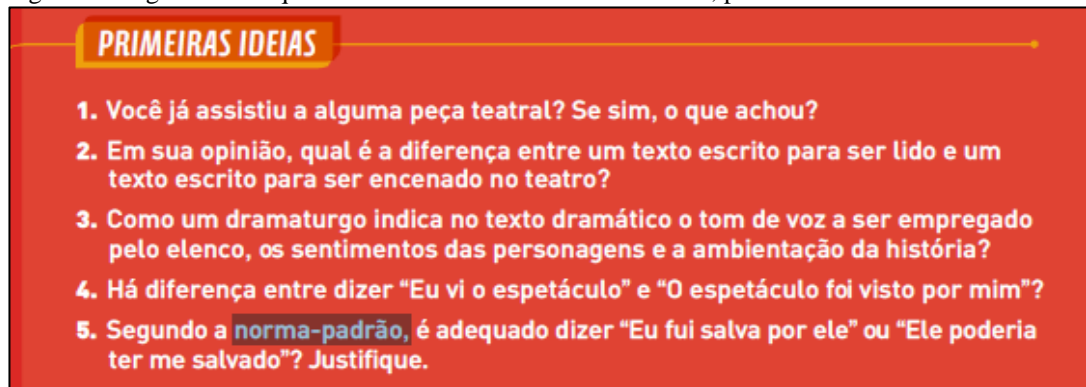 PRIMEIRAS IDEIAS
1. Você já assistiu a alguma peça teatral? Se sim, o que achou?
2. Em sua opinião, qual é a diferença entre um texto escrito para ser lido e um
texto escrito para ser encenado no teatro?
3. Como um dramaturgo indica no texto dramático o tom de voz a ser empregado
pelo elenco, os sentimentos das personagens e a ambientação da história?
4. Há diferença entre dizer “Eu vi o espetáculo” e “O espetáculo foi visto por mim”?
5. Segundo a norma-padrão, é adequado dizer “Eu fui salva por ele” ou “Ele poderia
ter me salvado”? Justifique.